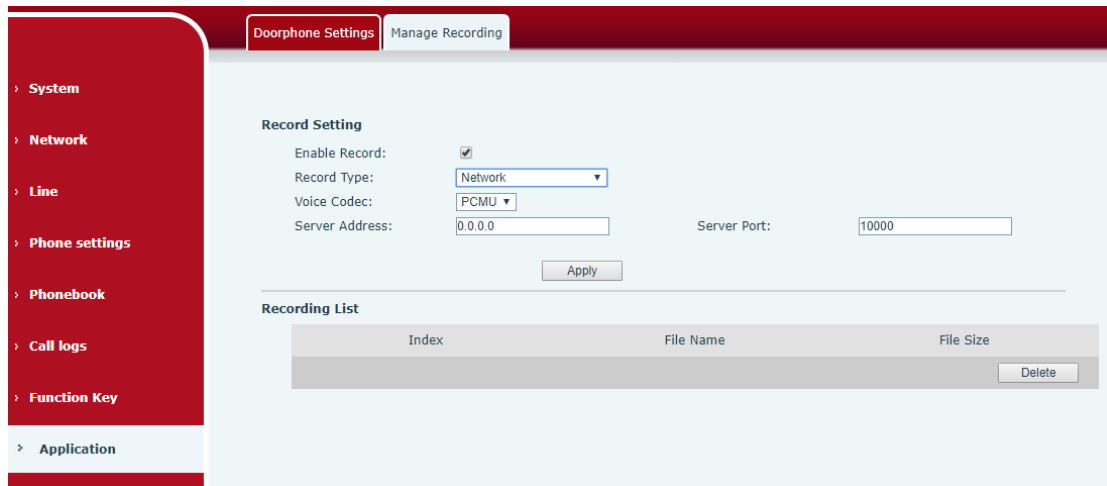 Doorphone Settings Manage Recording
System
Network
Line
Phone settings
Phonebook
Call logs
Function Key
Application
Record Setting
Enable Record:
Record Type: Network
Voice Codec: PCMU
Server Address: 0.0.0.0 Server Port: 10000
Apply
Recording List
Index File Name File Size
Delete